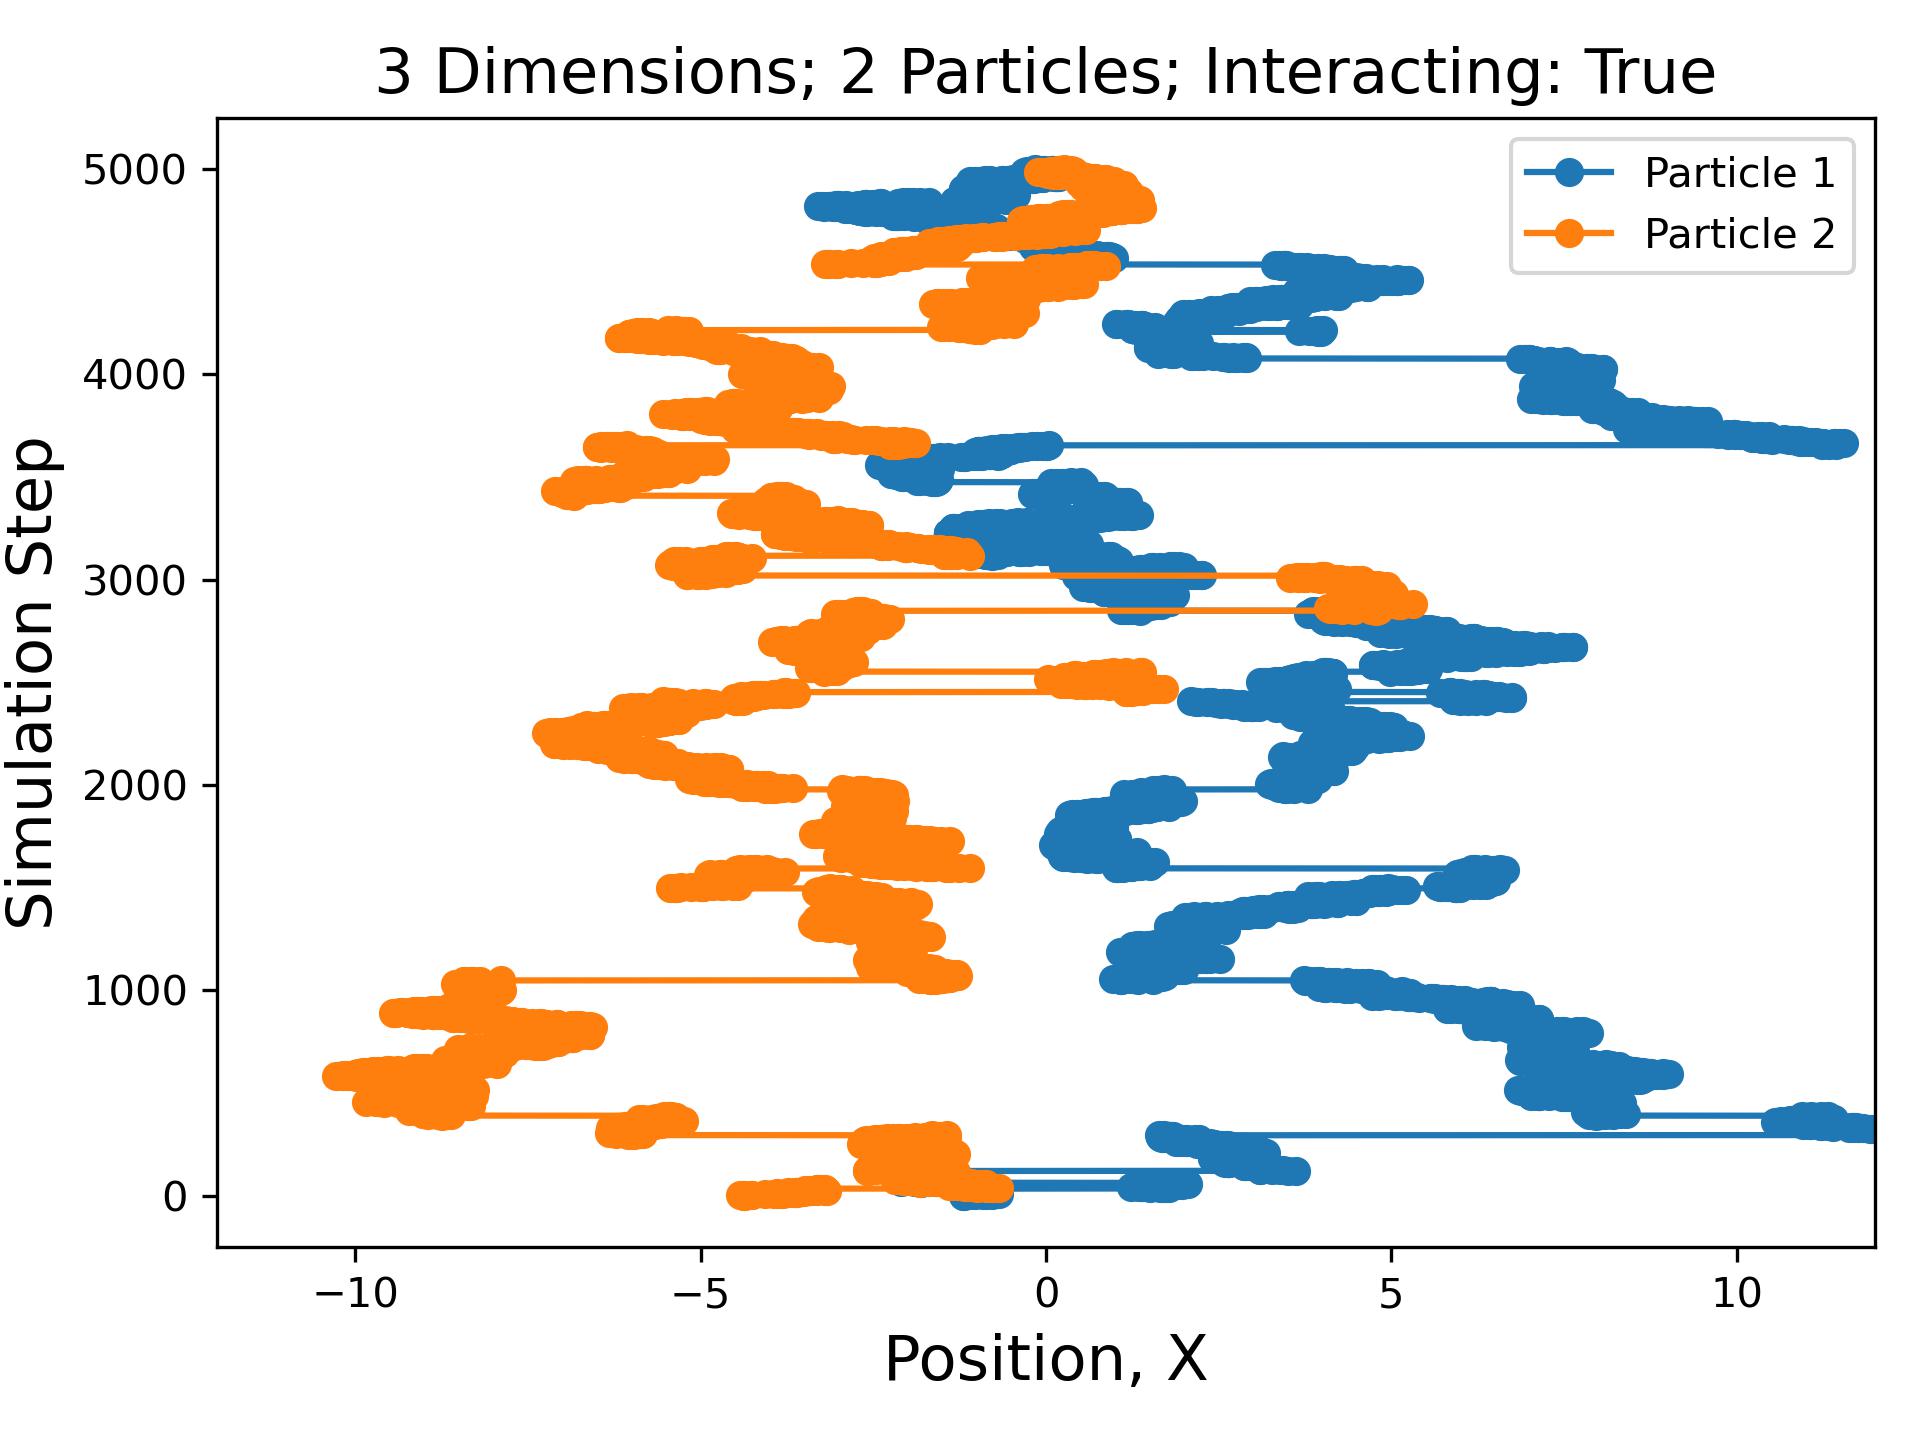 3 Dimensions; 2 Particles; Interacting: True
Particle 1
Particle 2
Simulation Step
5000
4000
3000
2000
1000
0
−10
−5
0
5
10
Position, X